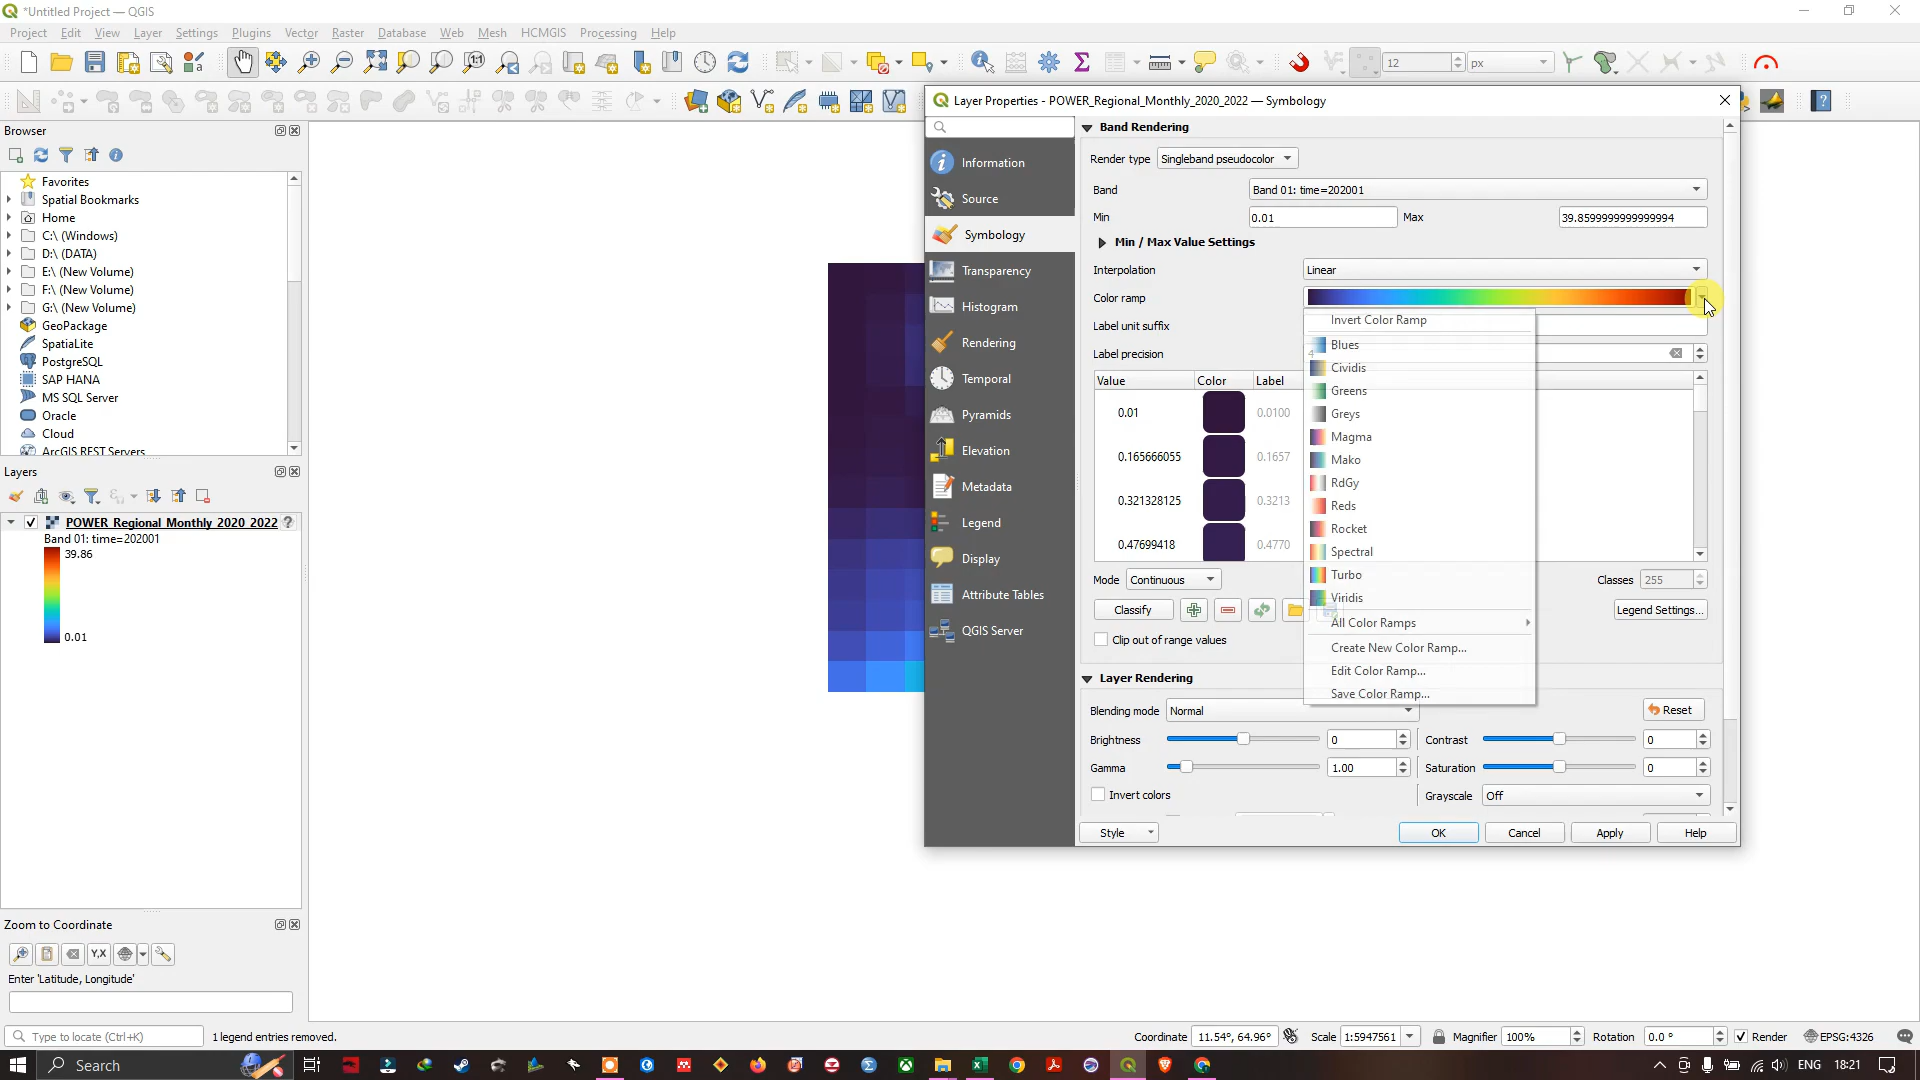 *Untitled Project — QGIS
Project Edit View Layer Settings Plugins Vector Raster Database Web Mesh HCMGIS Processing Help
12 px
Browser
Favorites
Spatial Bookmarks
Home
C:\ (Windows)
D:\ (DATA)
E:\ (New Volume)
F:\ (New Volume)
G:\ (New Volume)
GeoPackage
SpatiaLite
PostgreSQL
SAP HANA
MS SQL Server
Oracle
Cloud
ArcGIS REST Servers
Layers
POWER_Regional_Monthly_2020_2022
Band 01: time=202001
39.86
0.01
Zoom to Coordinate
Y,X
Enter 'Latitude, Longitude'
Layer Properties - POWER_Regional_Monthly_2020_2022 — Symbology
Information
Source
Symbology
Transparency
Histogram
Rendering
Temporal
Pyramids
Elevation
Metadata
Legend
Display
Attribute Tables
QGIS Server
Band Rendering
Render type Singleband pseudocolor
Band Band 01: time=202001
Min 0.01 Max 39.8599999999999994
Min / Max Value Settings
Interpolation Linear
Color ramp
Label unit suffix
Label precision 4
Value Color Label
0.01 0.0100
0.165666055 0.1657
0.321328125 0.3213
0.47699418 0.4770
Invert Color Ramp
Blues
Cividis
Greens
Greys
Magma
Mako
RdGy
Reds
Rocket
Spectral
Turbo
Viridis
All Color Ramps
Create New Color Ramp...
Edit Color Ramp...
Save Color Ramp...
Mode Continuous Classes 255
Classify Legend Settings...
Clip out of range values
Layer Rendering
Blending mode Normal Reset
Brightness 0 Contrast 0
Gamma 1.00 Saturation 0
Invert colors Grayscale Off
Style OK Cancel Apply Help
Type to locate (Ctrl+K) 1 legend entries removed. Coordinate 11.54°, 64.96° Scale 1:5947561 Magnifier 100% Rotation 0.0 ° Render EPSG:4326
Search ENG 18:21